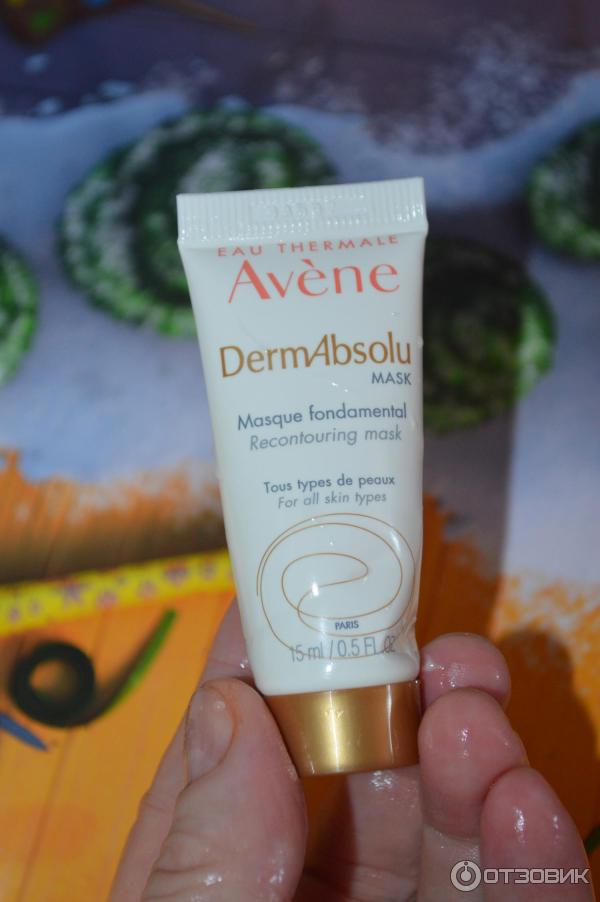 EAU THERMALE
Avène
DermAbsolu
MASK
Masque fondamental
Recontouring mask
Tous types de peaux
For all skin types
PARIS
15 ml / 0.5 FL.OZ
ОТЗОВИК